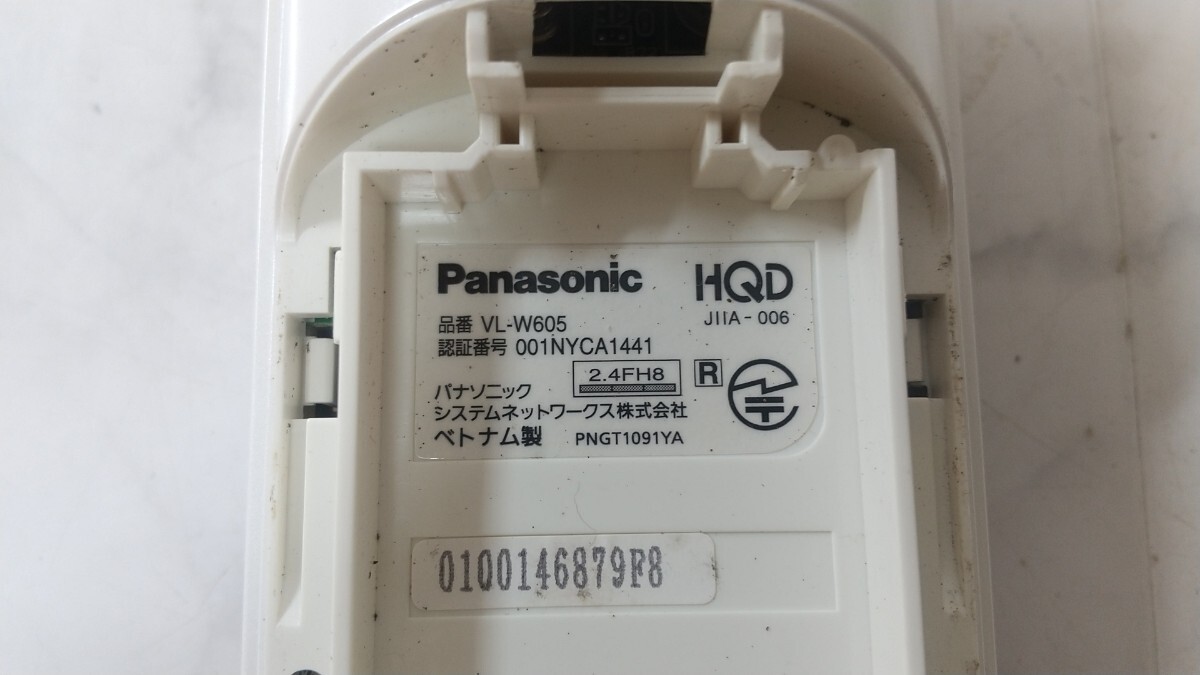 Panasonic
HQD
JIIA-006
品番 VL-W605
認証番号 001NYCA1441
2.4FH8
R
パナソニック
システムネットワークス株式会社
ベトナム製 PNGT1091YA
0100146879F8